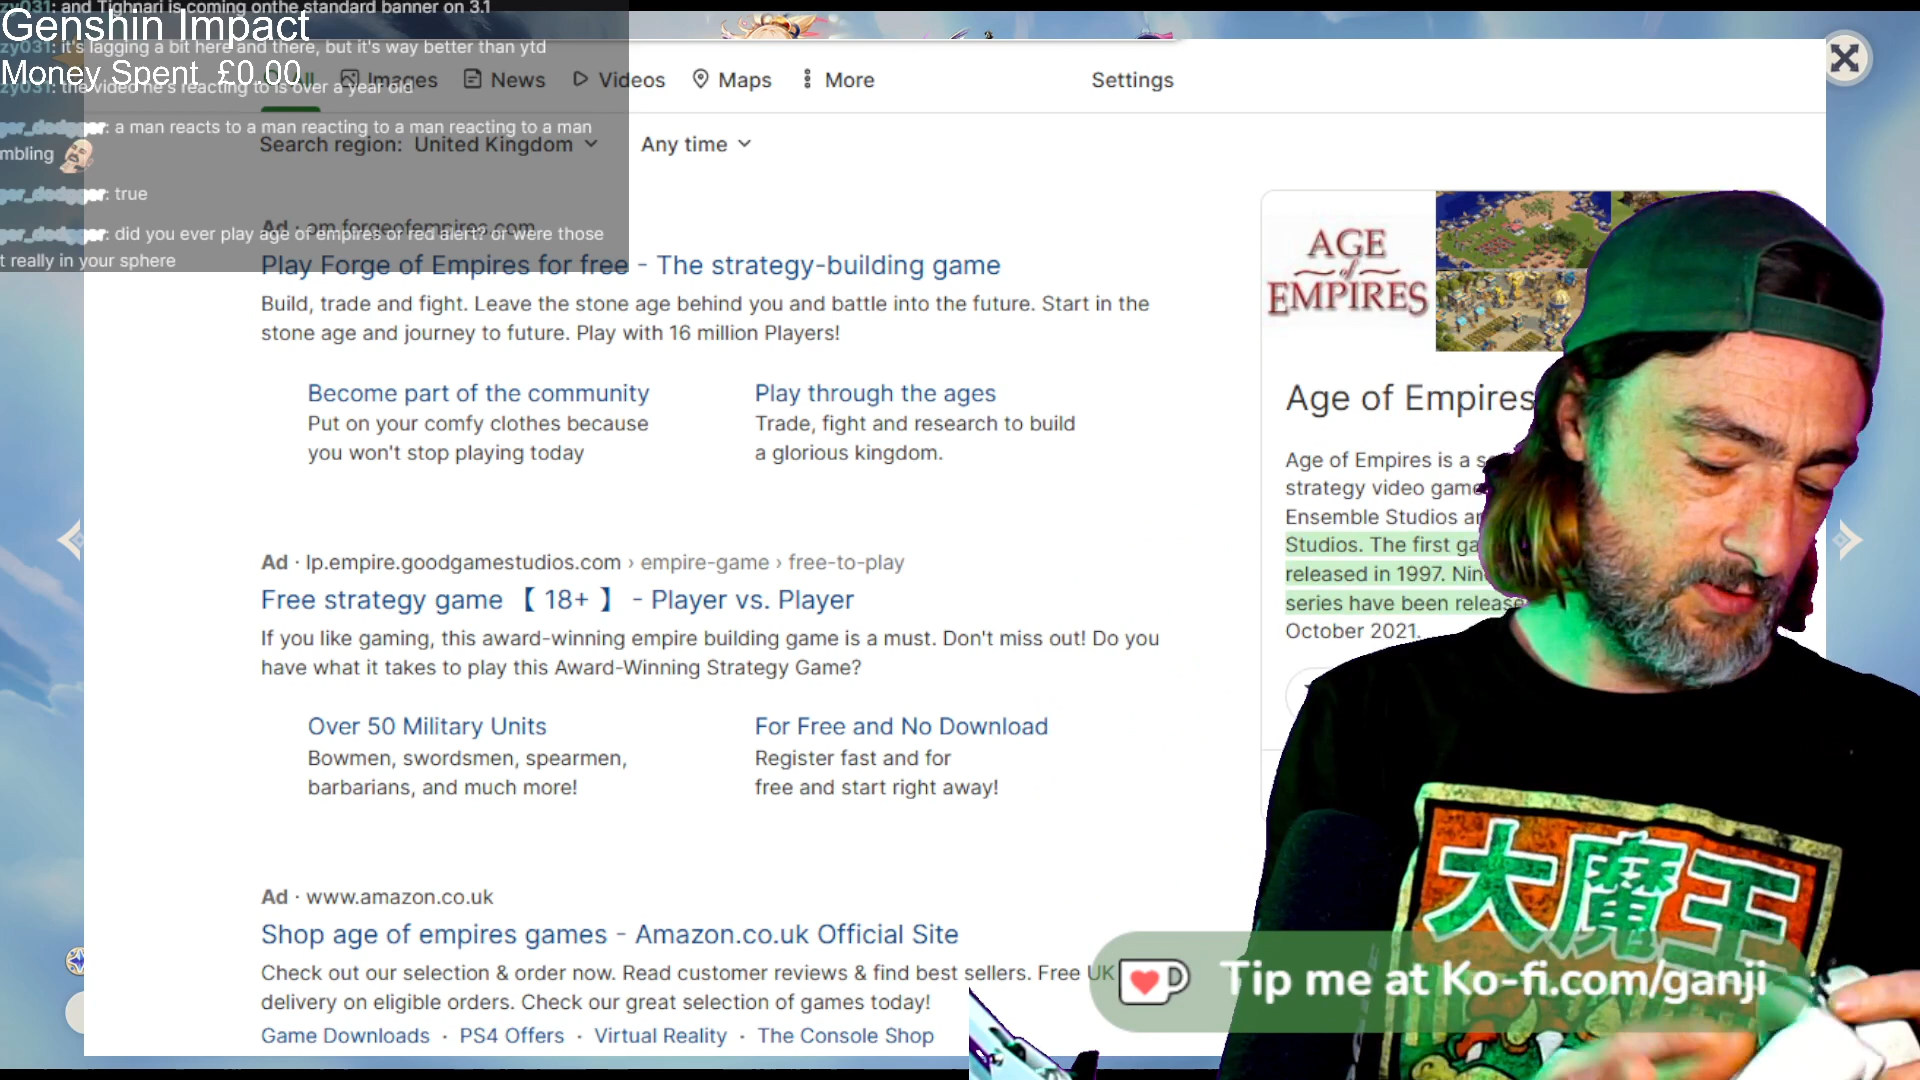 zy031: and Tighnari is coming onthe standard banner on 3.1
Genshin Impact
zy031: it's lagging a bit here and there, but it's way better than ytd
Money Spent £0.00
zy031: the video he's reacting to is over a year old
All Images News Videos Maps More Settings
: a man reacts to a man reacting to a man reacting to a man
mbling
Search region: United Kingdom Any time
: true
: did you ever play age of empires or red alert? or were those
t really in your sphere
Ad · am.forgeofempires.com
Play Forge of Empires for free - The strategy-building game
Build, trade and fight. Leave the stone age behind you and battle into the future. Start in the
stone age and journey to future. Play with 16 million Players!
Become part of the community
Put on your comfy clothes because
you won't stop playing today
Play through the ages
Trade, fight and research to build
a glorious kingdom.
Ad · lp.empire.goodgamestudios.com › empire-game › free-to-play
Free strategy game 【 18+ 】 - Player vs. Player
If you like gaming, this award-winning empire building game is a must. Don't miss out! Do you
have what it takes to play this Award-Winning Strategy Game?
Over 50 Military Units
Bowmen, swordsmen, spearmen,
barbarians, and much more!
For Free and No Download
Register fast and for
free and start right away!
Ad · www.amazon.co.uk
Shop age of empires games - Amazon.co.uk Official Site
Check out our selection & order now. Read customer reviews & find best sellers. Free UK
delivery on eligible orders. Check our great selection of games today!
Game Downloads · PS4 Offers · Virtual Reality · The Console Shop
AGE
of
EMPIRES
Age of Empires
Age of Empires is a
strategy video game
Ensemble Studios
Studios. The first
released in 1997.
series have been
October 2021.
大魔王
Tip me at Ko-fi.com/ganji